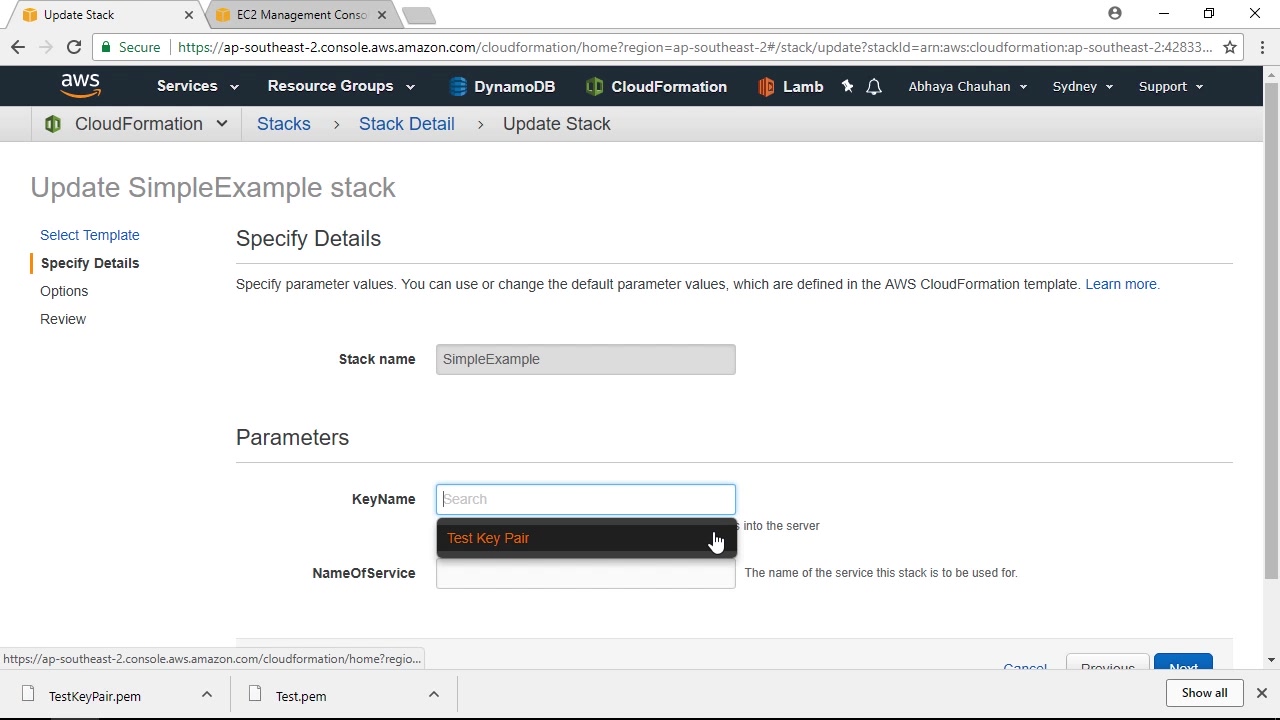 Update Stack
EC2 Management Conso
Secure
https://ap-southeast-2.console.aws.amazon.com/cloudformation/home?region=ap-southeast-2#/stack/update?stackId=arn:aws:cloudformation:ap-southeast-2:42833...
aws
Services
Resource Groups
DynamoDB
CloudFormation
Lamb
Abhaya Chauhan
Sydney
Support
CloudFormation
Stacks
Stack Detail
Update Stack
Update SimpleExample stack
Select Template
Specify Details
Options
Review
Specify Details
Specify parameter values. You can use or change the default parameter values, which are defined in the AWS CloudFormation template. Learn more.
Stack name
SimpleExample
Parameters
KeyName
Search
s into the server
Test Key Pair
NameOfService
The name of the service this stack is to be used for.
Cancel
Previous
Next
https://ap-southeast-2.console.aws.amazon.com/cloudformation/home?regio...
TestKeyPair.pem
Test.pem
Show all